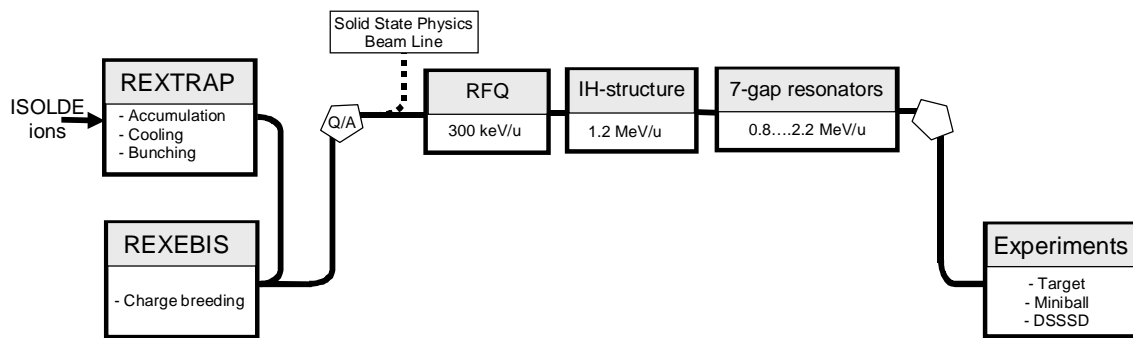 Solid State Physics
Beam Line
ISOLDE
ions
REXTRAP
- Accumulation
- Cooling
- Bunching
Q/A
RFQ
300 keV/u
IH-structure
1.2 MeV/u
7-gap resonators
0.8....2.2 MeV/u
REXEBIS
- Charge breeding
Experiments
- Target
- Miniball
- DSSSD